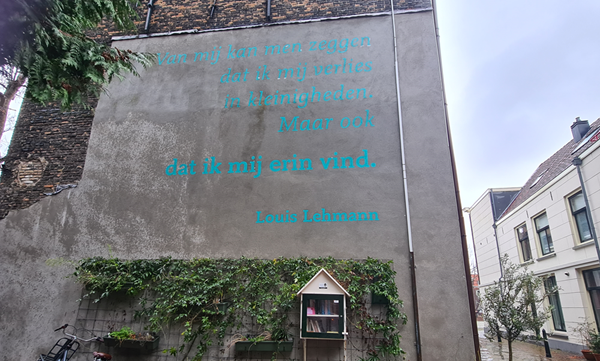 Van mij kan men zeggen
dat ik mij verlies
in kleinigheden.
Maar ook
dat ik mij erin vind.
Louis Lehmann